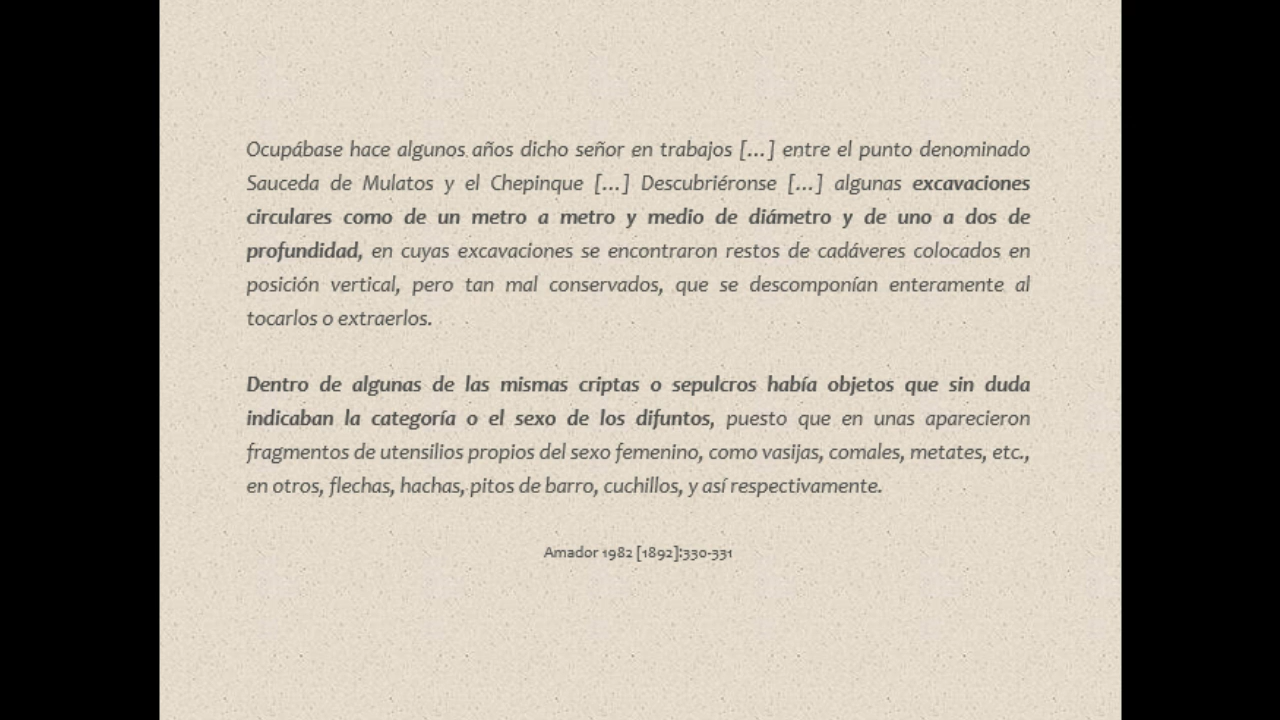 Ocupábase hace algunos años dicho señor en trabajos [...] entre el punto denominado
Sauceda de Mulatos y el Chepinque [...] Descubriéronse [...] algunas excavaciones
circulares como de un metro a metro y medio de diámetro y de uno a dos de
profundidad, en cuyas excavaciones se encontraron restos de cadáveres colocados en
posición vertical, pero tan mal conservados, que se descomponían enteramente al
tocarlos o extraerlos.
Dentro de algunas de las mismas criptas o sepulcros había objetos que sin duda
indicaban la categoría o el sexo de los difuntos, puesto que en unas aparecieron
fragmentos de utensilios propios del sexo femenino, como vasijas, comales, metates, etc.,
en otros, flechas, hachas, pitos de barro, cuchillos, y así respectivamente.
Amador 1982 [1892]:330-331